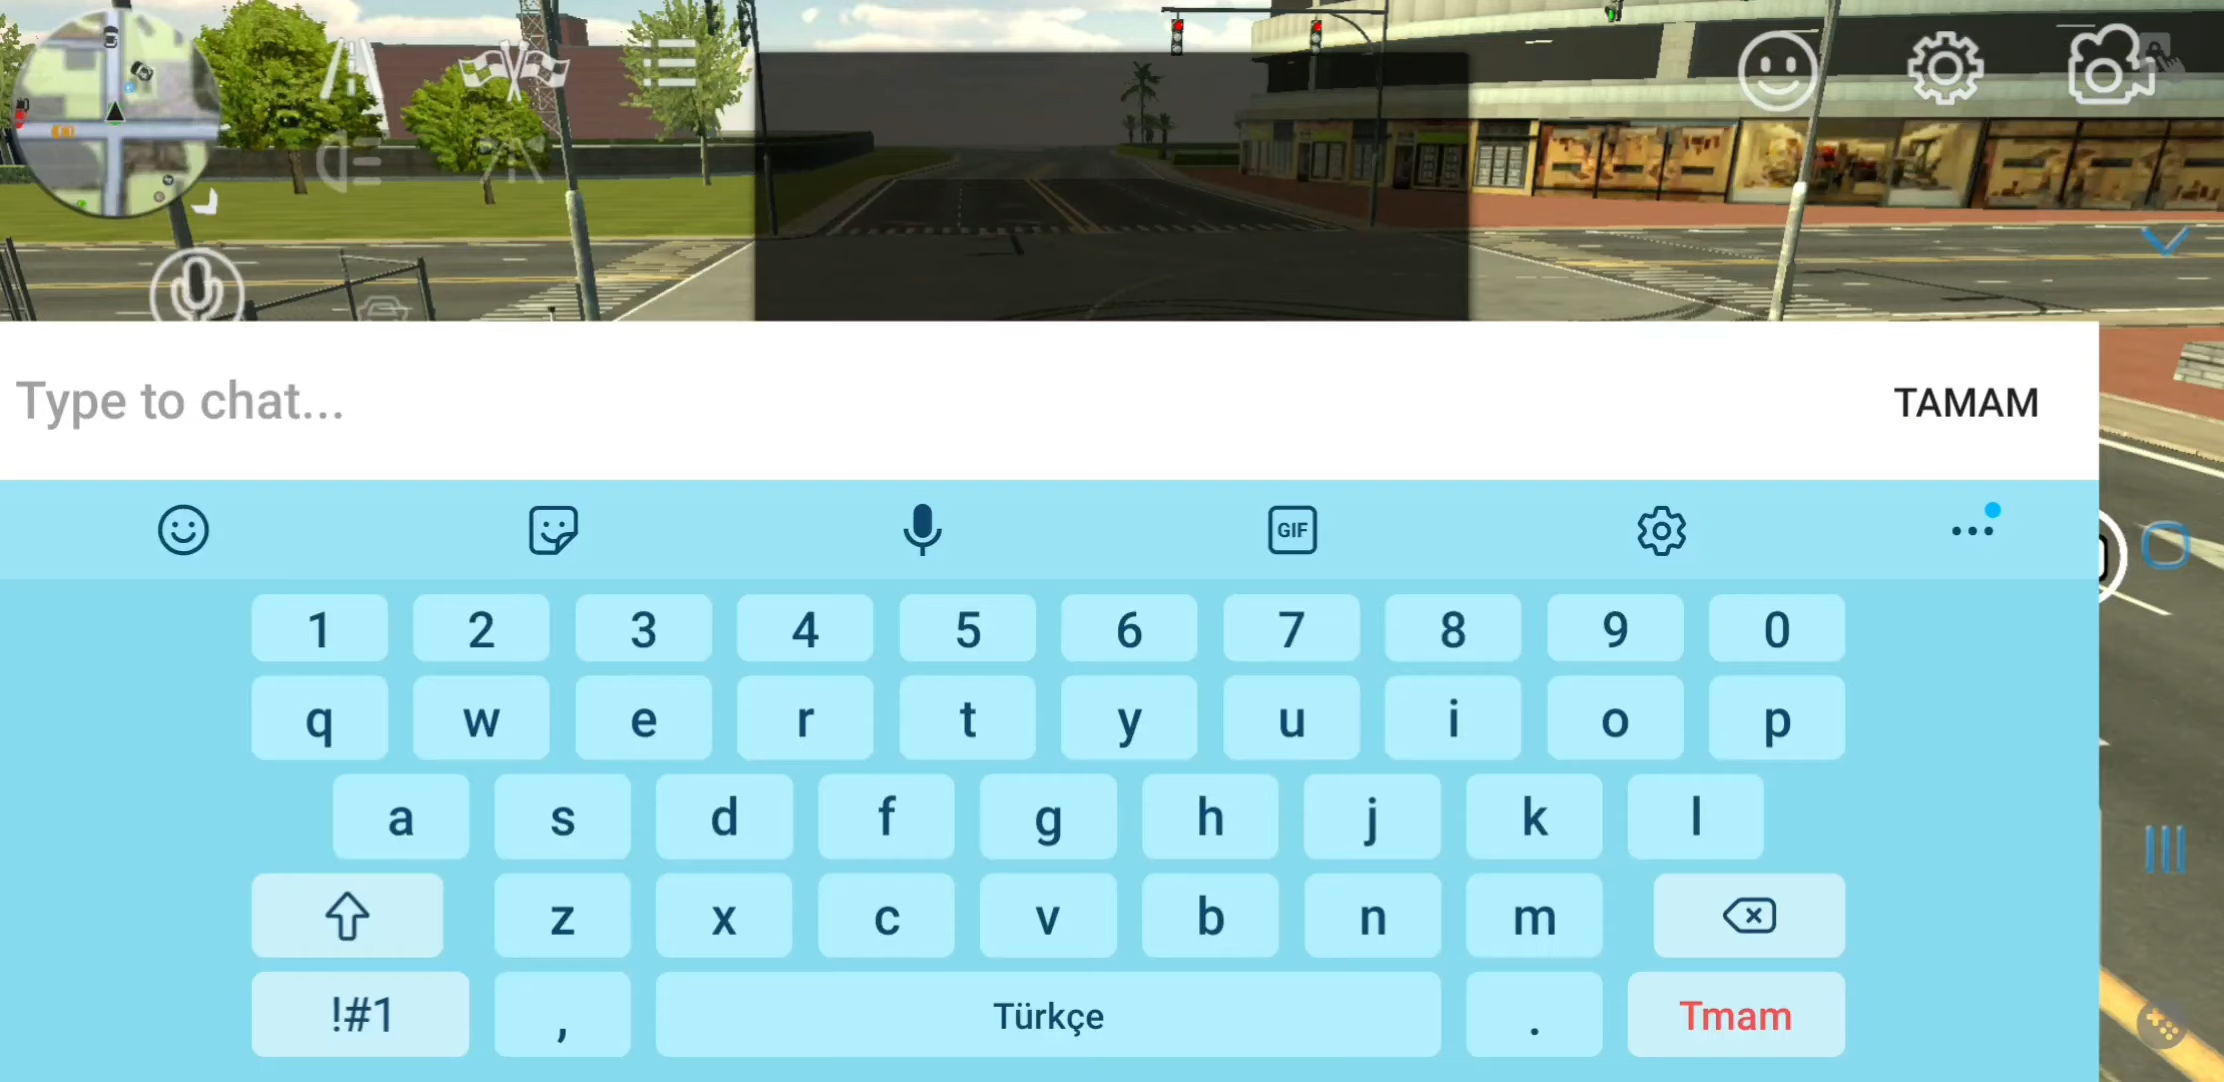 Type to chat...
TAMAM
GIF
1 2 3 4 5 6 7 8 9 0
q w e r t y u i o p
a s d f g h j k l
z x c v b n m
!#1 , Türkçe . Tmam